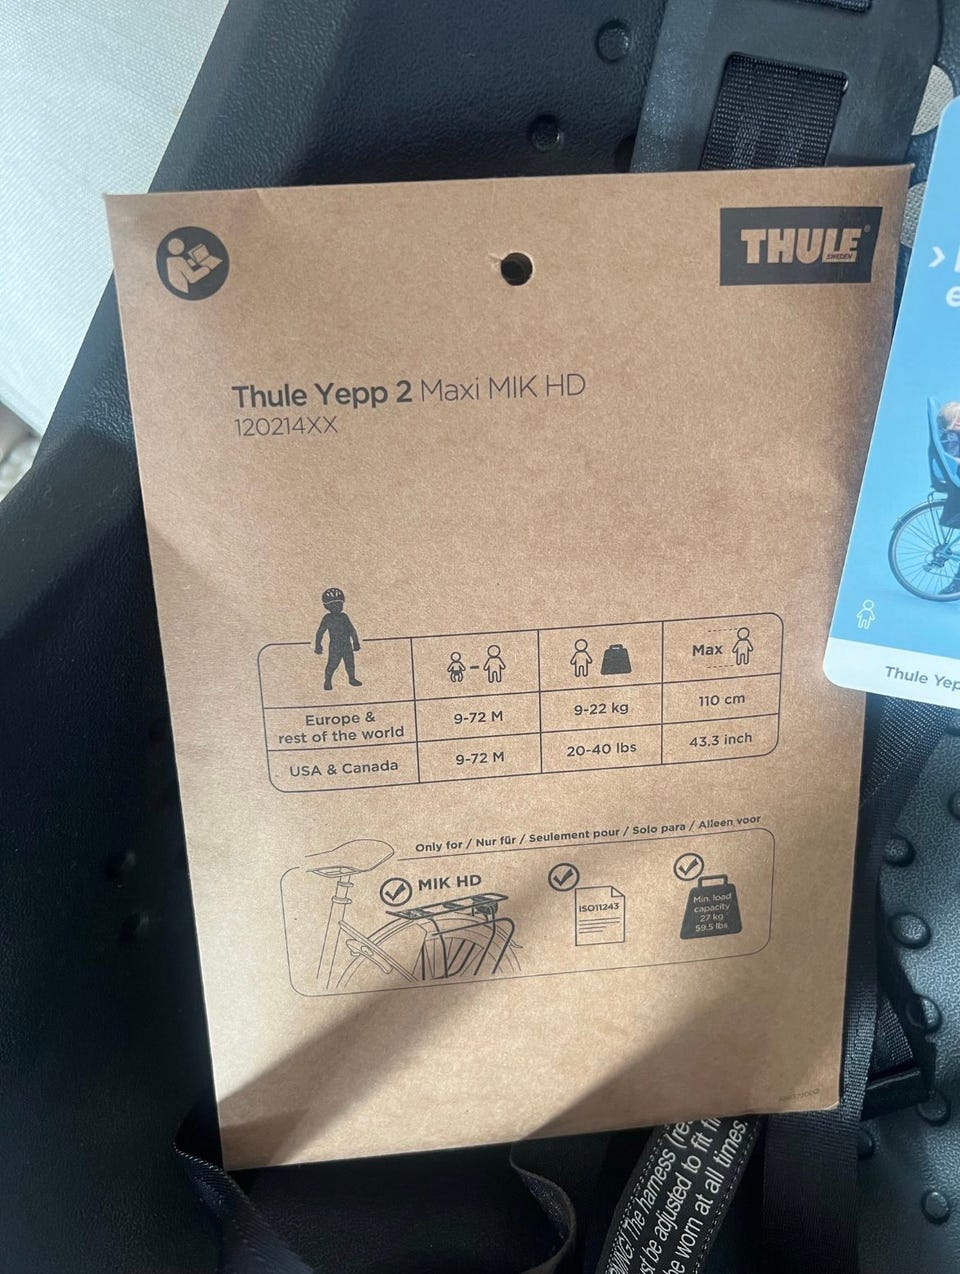 THULE®
SWEDEN
Thule Yepp 2 Maxi MIK HD
120214XX
Max
Europe &
rest of the world
9-72 M
9-22 kg
110 cm
USA & Canada
9-72 M
20-40 lbs
43.3 inch
Only for / Nur für / Seulement pour / Solo para / Alleen voor
MIK HD
ISO11243
Min. load
capacity
27 kg
59.5 lbs
Thule Yep
The harness (re
be adjusted to fit
be worn at all times